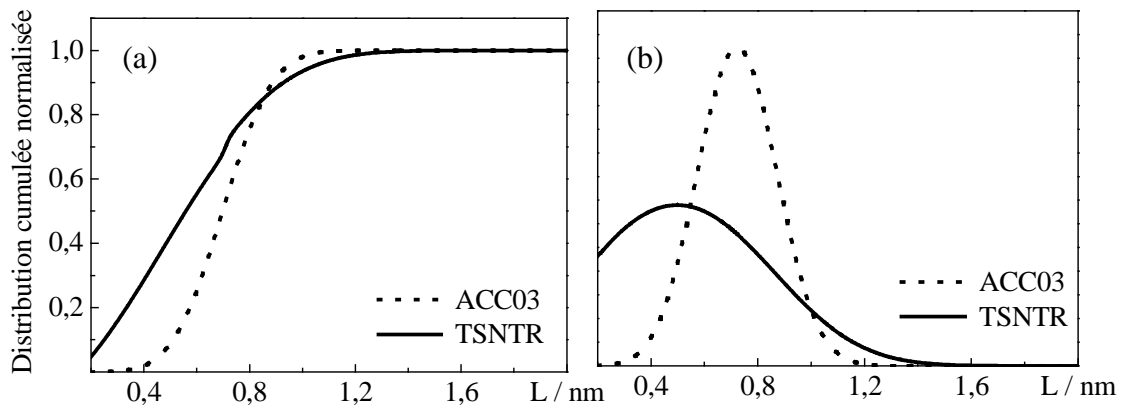 Distribution cumulée normalisée
(a)
1,0
0,8
0,6
0,4
0,2
ACC03
TSNTR
0,4 0,8 1,2 1,6 L / nm
(b)
ACC03
TSNTR
0,4 0,8 1,2 1,6 L / nm